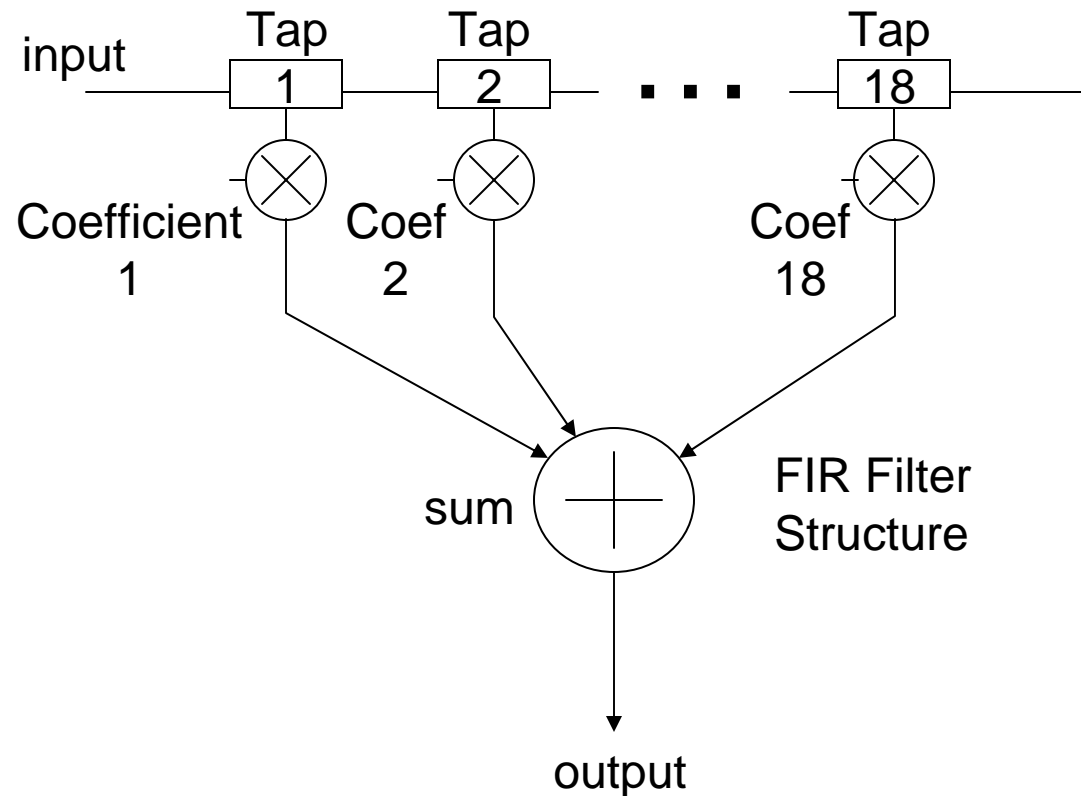 input
Tap
Tap
Tap
1
2
18
Coefficient
1
Coef
2
Coef
18
sum
FIR Filter
Structure
output